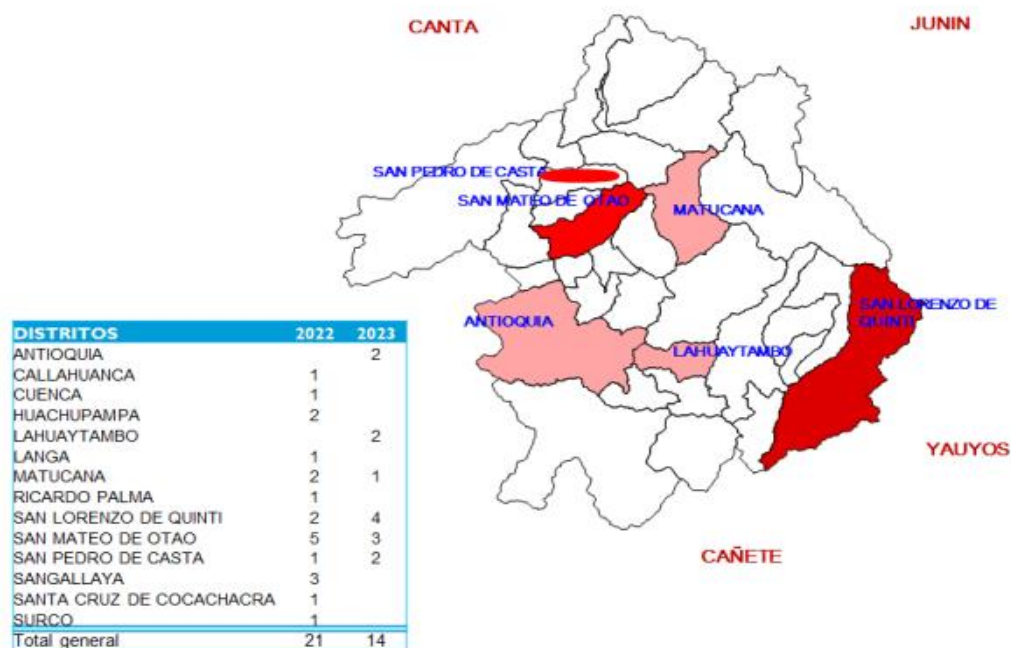 CANTA
JUNIN
SAN PEDRO DE CASTA
SAN MATEO DE OTAO
MATUCANA
SAN LORENZO DE
QUINTI
ANTIOQUIA
LAHUAYTAMBO
YAUYOS
CAÑETE
DISTRITOS 2022 2023
ANTIOQUIA 2
CALLAHUANCA 1
CUENCA 1
HUACHUPAMPA 2
LAHUAYTAMBO 2
LANGA 1
MATUCANA 2 1
RICARDO PALMA 1
SAN LORENZO DE QUINTI 2 4
SAN MATEO DE OTAO 5 3
SAN PEDRO DE CASTA 1 2
SANGALLAYA 3
SANTA CRUZ DE COCACHACRA 1
SURCO 1
Total general 21 14